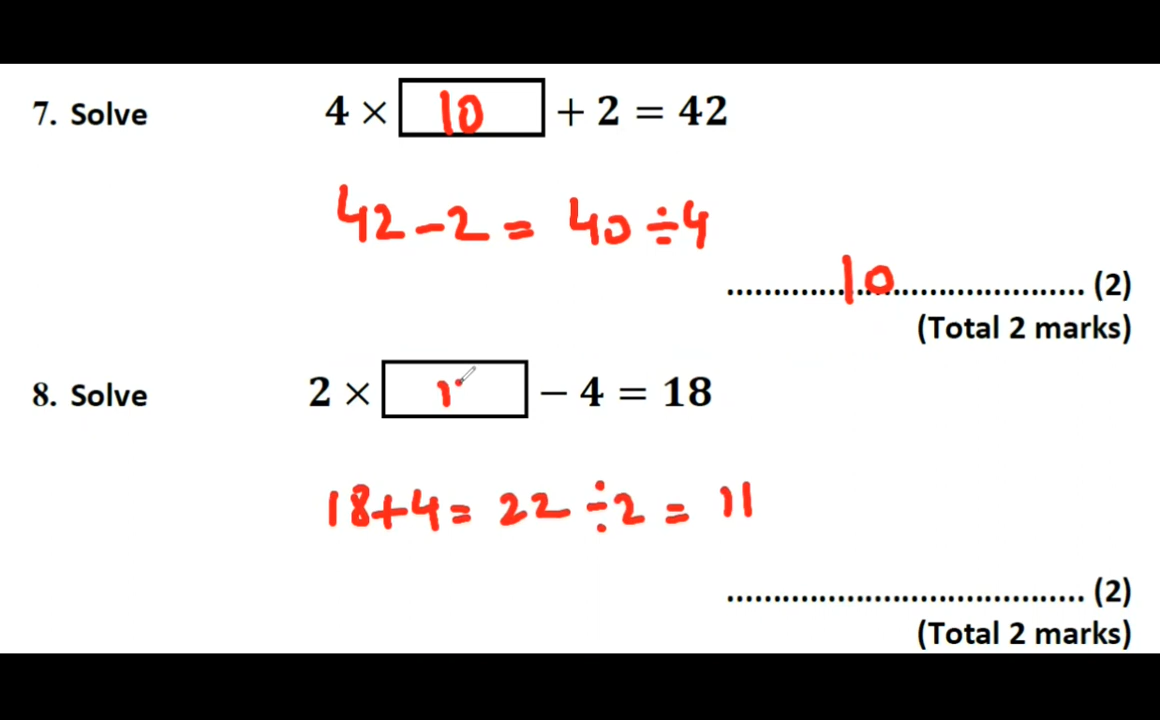 7. Solve 4 × 10 + 2 = 42
42 - 2 = 40 ÷ 4
.............10..................... (2)
(Total 2 marks)
8. Solve 2 × 1 − 4 = 18
18+4 = 22 ÷ 2 = 11
....................................... (2)
(Total 2 marks)